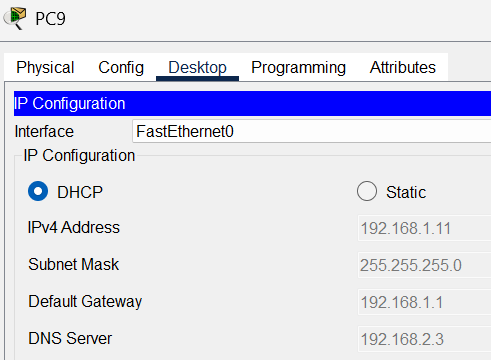 PC9
Physical Config Desktop Programming Attributes
IP Configuration
Interface FastEthernet0
IP Configuration
DHCP Static
IPv4 Address 192.168.1.11
Subnet Mask 255.255.255.0
Default Gateway 192.168.1.1
DNS Server 192.168.2.3